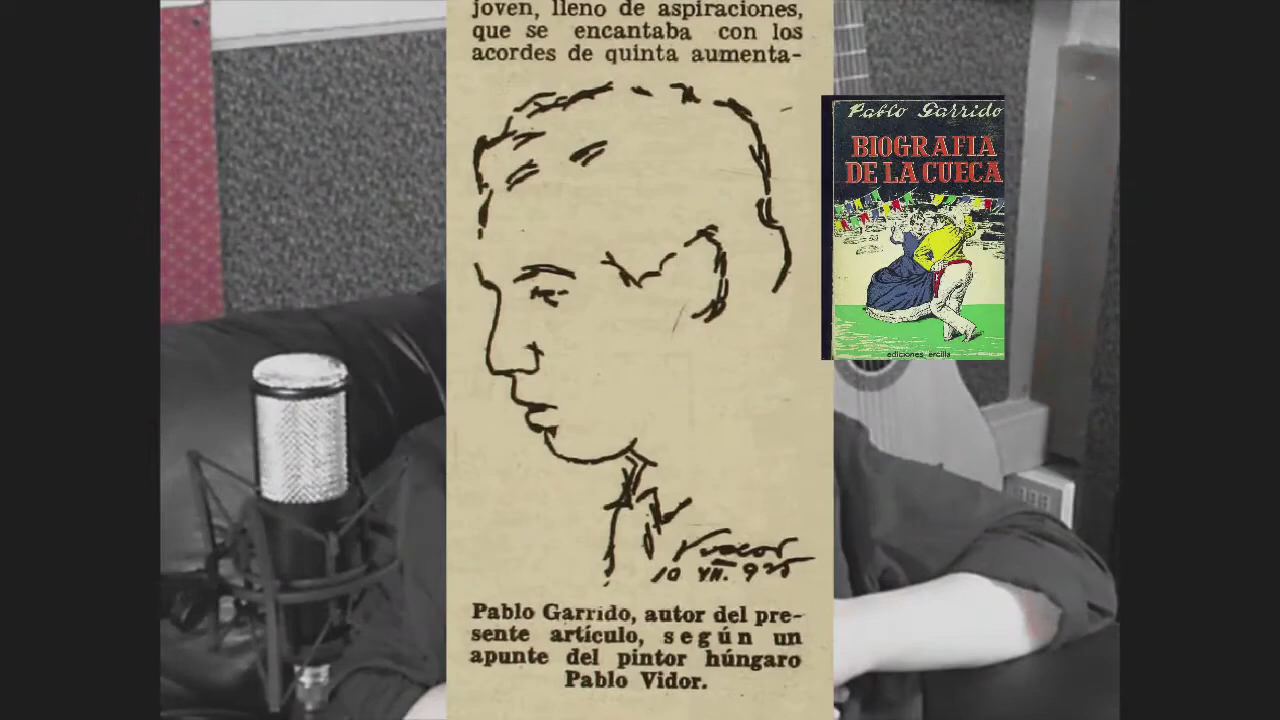 joven, lleno de aspiraciones,
que se encantaba con los
acordes de quinta aumenta-
Pablo Garrido
BIOGRAFIA
DE LA CUECA
ediciones ercilla
Vidor
10 VII. 925
Pablo Garrido, autor del pre-
sente artículo, según un
apunte del pintor húngaro
Pablo Vidor.